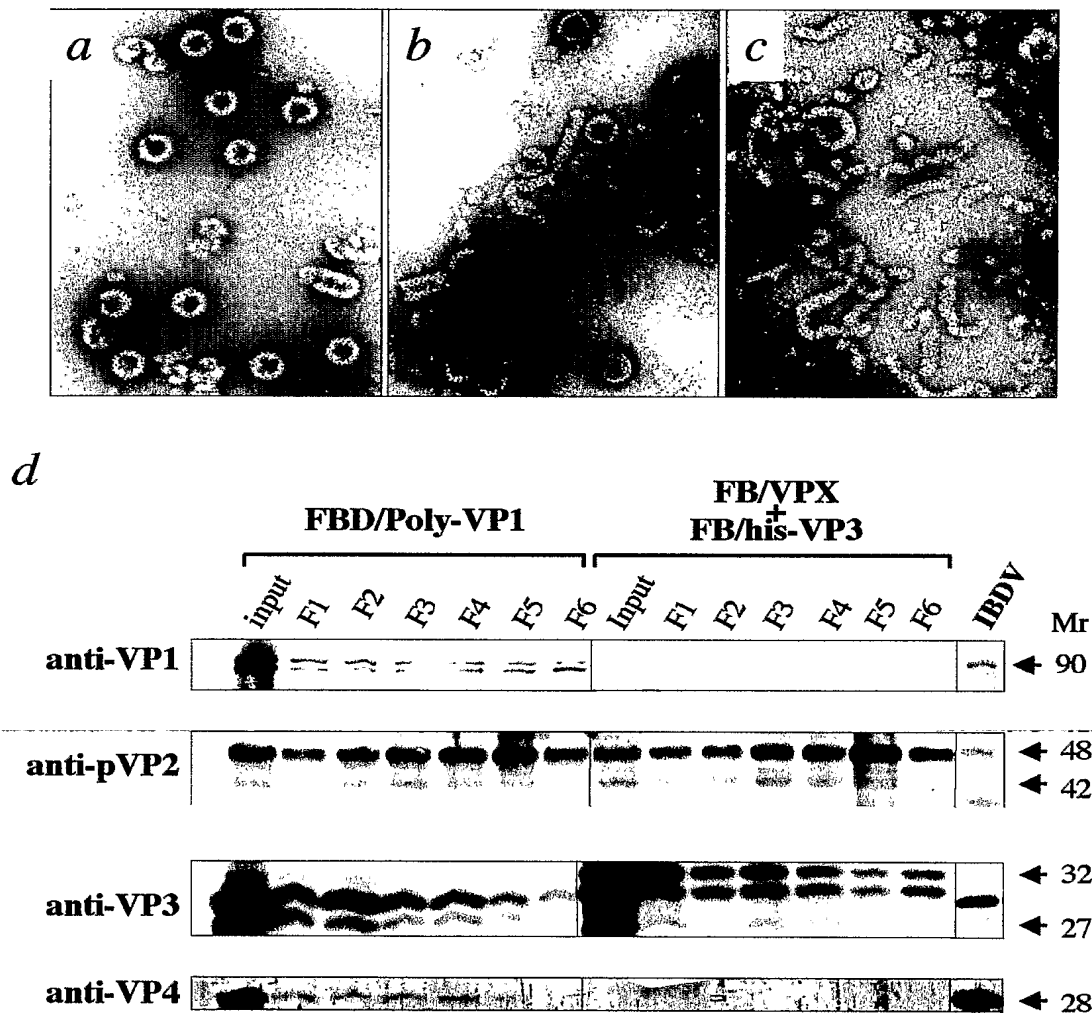 a b c
d
FBD/Poly-VP1
FB/VPX
+
FB/his-VP3
input F1 F2 F3 F4 F5 F6 Input F1 F2 F3 F4 F5 F6 IBDV Mr
anti-VP1 90
anti-pVP2 48
42
anti-VP3 32
27
anti-VP4 28